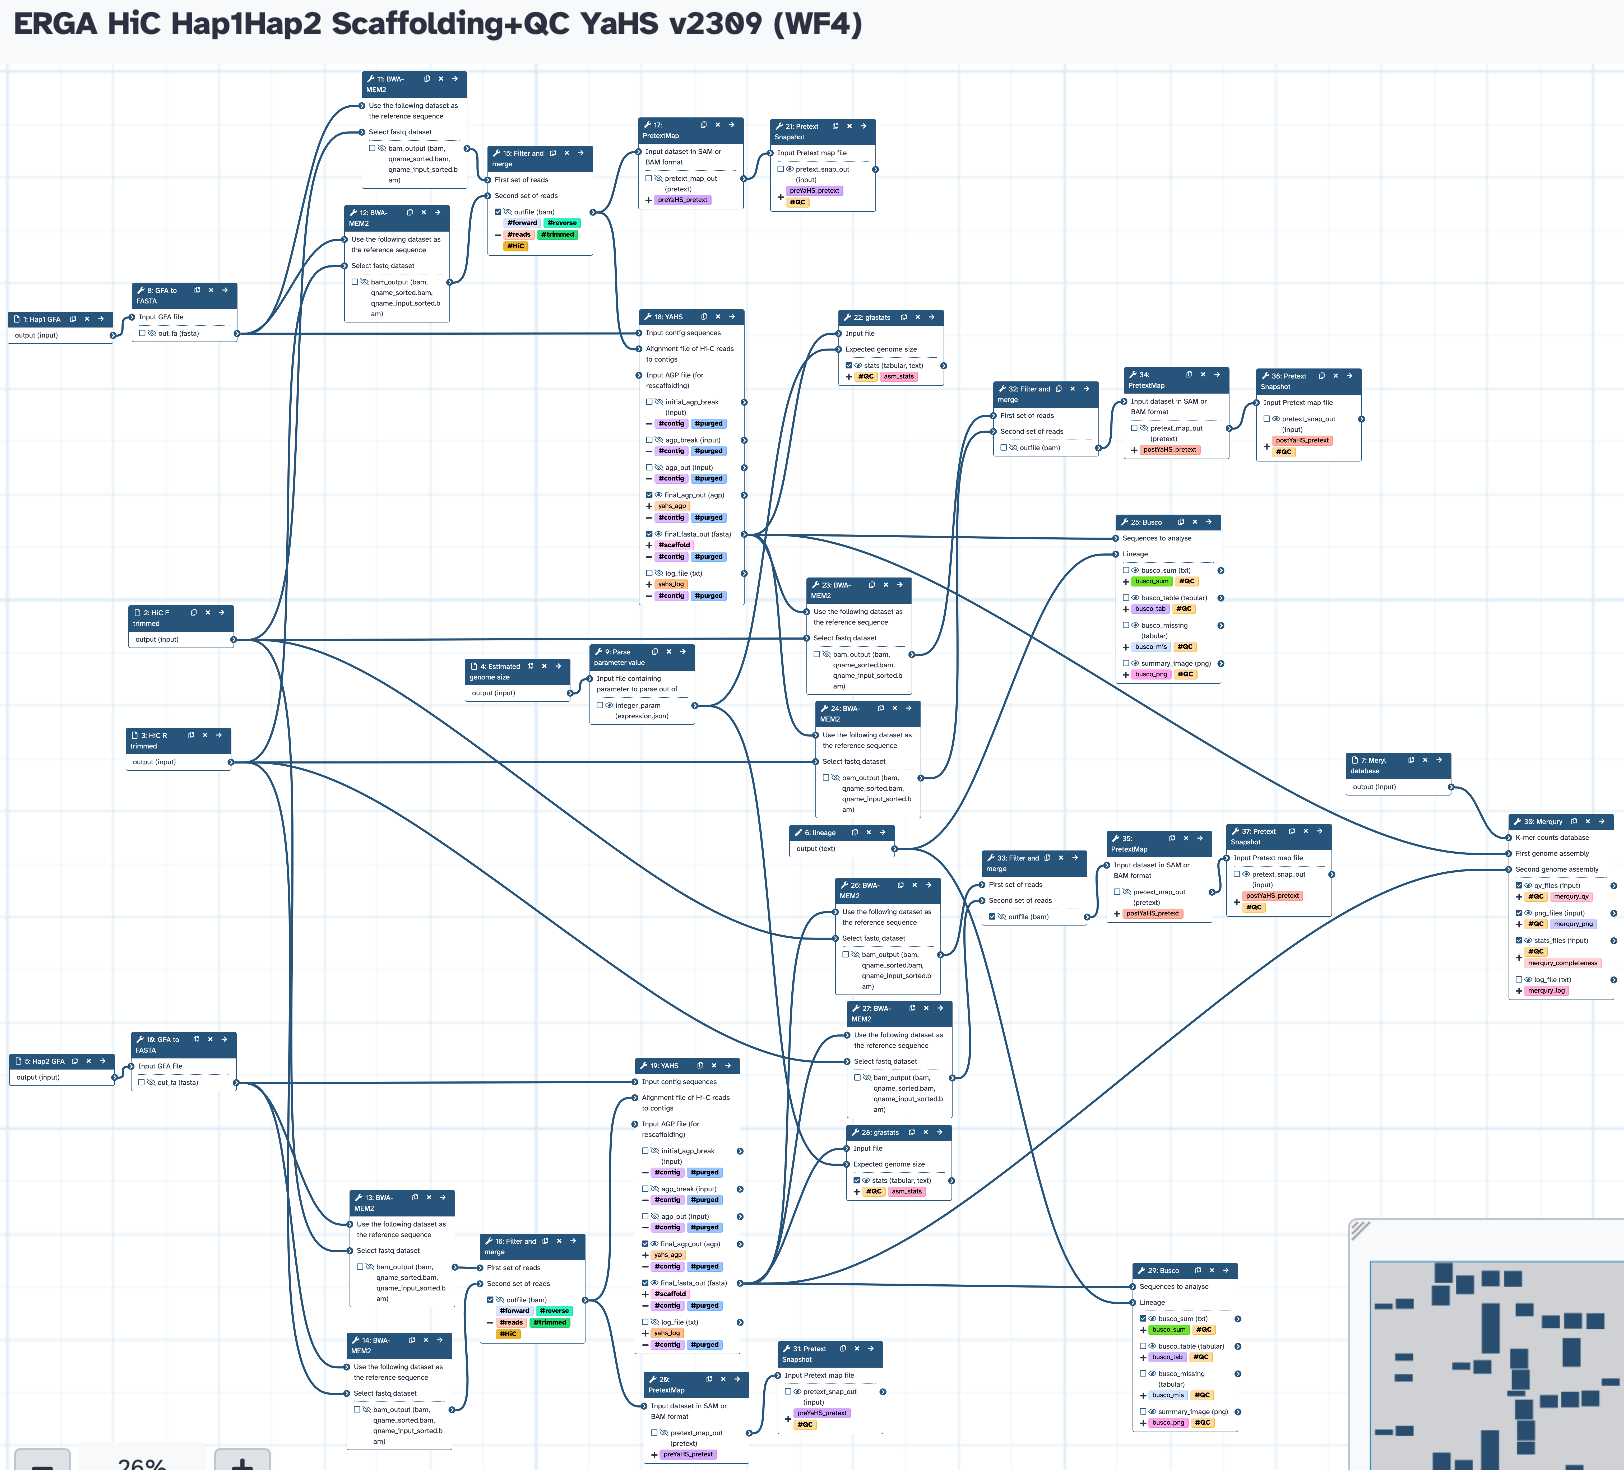 ERGA HiC Hap1Hap2 Scaffolding+QC YaHS v2309 (WF4)
11: BWA-
MEM2
Use the following dataset as
the reference sequence
Select fastq dataset
bam_output (bam,
qname_sorted.bam,
qname_input_sorted.b
am)
15: Filter and
merge
First set of reads
Second set of reads
outfile (bam)
#forward #reverse
#reads #trimmed
#HiC
17:
PretextMap
Input dataset in SAM or
BAM format
pretext_map_out
(pretext)
preYaHS_pretext
21: Pretext
Snapshot
Input Pretext map file
pretext_snap_out
(input)
preYaHS_pretext
#QC
12: BWA-
MEM2
Use the following dataset as
the reference sequence
Select fastq dataset
bam_output (bam,
qname_sorted.bam,
qname_input_sorted.b
am)
1: Hap1 GFA
output (input)
8: GFA to
FASTA
Input GFA file
out_fa (fasta)
18: YAHS
Input contig sequences
Alignment file of Hi-C reads
to contigs
Input AGP file (for
rescaffolding)
initial_agp_break
(input)
#contig #purged
agp_break (input)
#contig #purged
agp_out (input)
#contig #purged
final_agp_out (agp)
yahs_agp
#contig #purged
final_fasta_out (fasta)
#scaffold
#contig #purged
log_file (txt)
yahs_log
#contig #purged
22: gfastats
Input file
Expected genome size
stats (tabular, text)
#QC asm_stats
32: Filter and
merge
First set of reads
Second set of reads
outfile (bam)
34:
PretextMap
Input dataset in SAM or
BAM format
pretext_map_out
(pretext)
postYaHS_pretext
36: Pretext
Snapshot
Input Pretext map file
pretext_snap_out
(input)
postYaHS_pretext
#QC
25: Busco
Sequences to analyse
Lineage
busco_sum (txt)
busco_sum #QC
busco_table (tabular)
busco_tab #QC
busco_missing
(tabular)
busco_mis #QC
summary_image (png)
busco_png #QC
2: HiC F
trimmed
output (input)
23: BWA-
MEM2
Use the following dataset as
the reference sequence
Select fastq dataset
bam_output (bam,
qname_sorted.bam,
qname_input_sorted.b
am)
4: Estimated
genome size
output (input)
9: Parse
parameter value
Input file containing
parameter to parse out of
integer_param
(expression.json)
3: HiC R
trimmed
output (input)
24: BWA-
MEM2
Use the following dataset as
the reference sequence
Select fastq dataset
bam_output (bam,
qname_sorted.bam,
qname_input_sorted.b
am)
7: Meryl
database
output (input)
6: lineage
output (text)
33: Filter and
merge
First set of reads
Second set of reads
outfile (bam)
35:
PretextMap
Input dataset in SAM or
BAM format
pretext_map_out
(pretext)
postYaHS_pretext
37: Pretext
Snapshot
Input Pretext map file
pretext_snap_out
(input)
postYaHS_pretext
#QC
30: Merqury
K-mer counts database
First genome assembly
Second genome assembly
qv_files (input)
#QC merqury_qv
png_files (input)
#QC merqury_png
stats_files (input)
#QC
merqury_completeness
log_file (txt)
merqury_log
26: BWA-
MEM2
Use the following dataset as
the reference sequence
Select fastq dataset
bam_output (bam,
qname_sorted.bam,
qname_input_sorted.b
am)
27: BWA-
MEM2
Use the following dataset as
the reference sequence
Select fastq dataset
bam_output (bam,
qname_sorted.bam,
qname_input_sorted.b
am)
5: Hap2 GFA
output (input)
10: GFA to
FASTA
Input GFA file
out_fa (fasta)
19: YAHS
Input contig sequences
Alignment file of Hi-C reads
to contigs
Input AGP file (for
rescaffolding)
initial_agp_break
(input)
#contig #purged
agp_break (input)
#contig #purged
agp_out (input)
#contig #purged
final_agp_out (agp)
yahs_agp
#contig #purged
final_fasta_out (fasta)
#scaffold
#contig #purged
log_file (txt)
yahs_log
#contig #purged
28: gfastats
Input file
Expected genome size
stats (tabular, text)
#QC asm_stats
13: BWA-
MEM2
Use the following dataset as
the reference sequence
Select fastq dataset
bam_output (bam,
qname_sorted.bam,
qname_input_sorted.b
am)
16: Filter and
merge
First set of reads
Second set of reads
outfile (bam)
#forward #reverse
#reads #trimmed
#HiC
29: Busco
Sequences to analyse
Lineage
busco_sum (txt)
busco_sum #QC
busco_table (tabular)
busco_tab #QC
busco_missing
(tabular)
busco_mis #QC
summary_image (png)
busco_png #QC
14: BWA-
MEM2
Use the following dataset as
the reference sequence
Select fastq dataset
bam_output (bam,
qname_sorted.bam,
qname_input_sorted.b
am)
20:
PretextMap
Input dataset in SAM or
BAM format
pretext_map_out
(pretext)
preYaHS_pretext
31: Pretext
Snapshot
Input Pretext map file
pretext_snap_out
(input)
preYaHS_pretext
#QC
26%